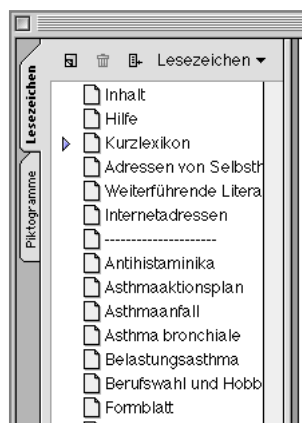 Lesezeichen
Lesezeichen
Piktogramme
Inhalt
Hilfe
Kurzlexikon
Adressen von Selbsth
Weiterführende Litera
Internetadressen
--------------------
Antihistaminika
Asthmaaktionsplan
Asthmaanfall
Asthma bronchiale
Belastungsasthma
Berufswahl und Hobb
Formblatt